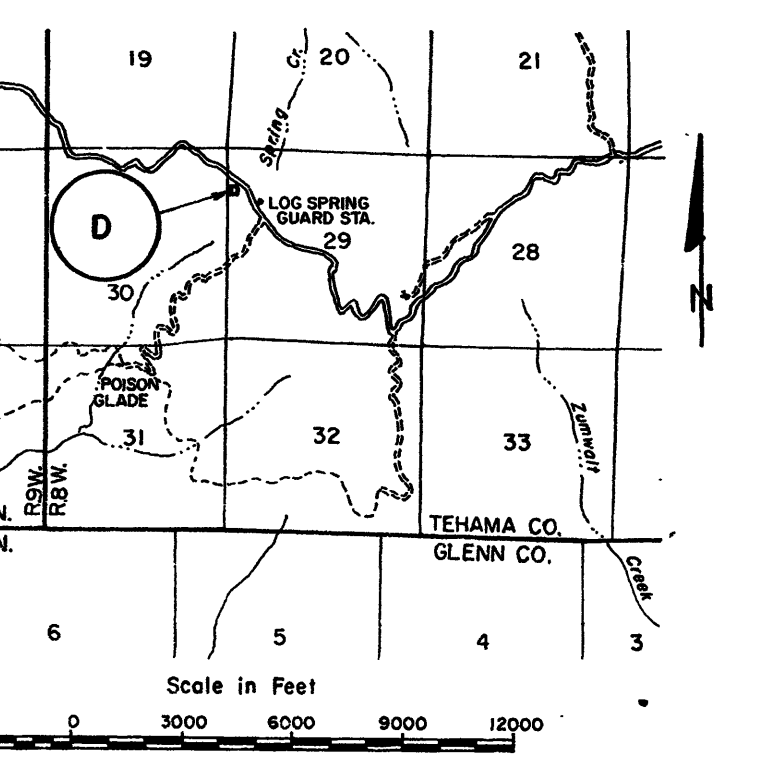 19
20
21
Spring Cr.
D
LOG SPRING
GUARD STA.
29
28
30
N
POISON
GLADE
31
32
33
Zumwalt
Creek
R.9W.
R.8W.
N.
N.
TEHAMA CO.
GLENN CO.
6
5
4
3
Scale in Feet
0 3000 6000 9000 12000